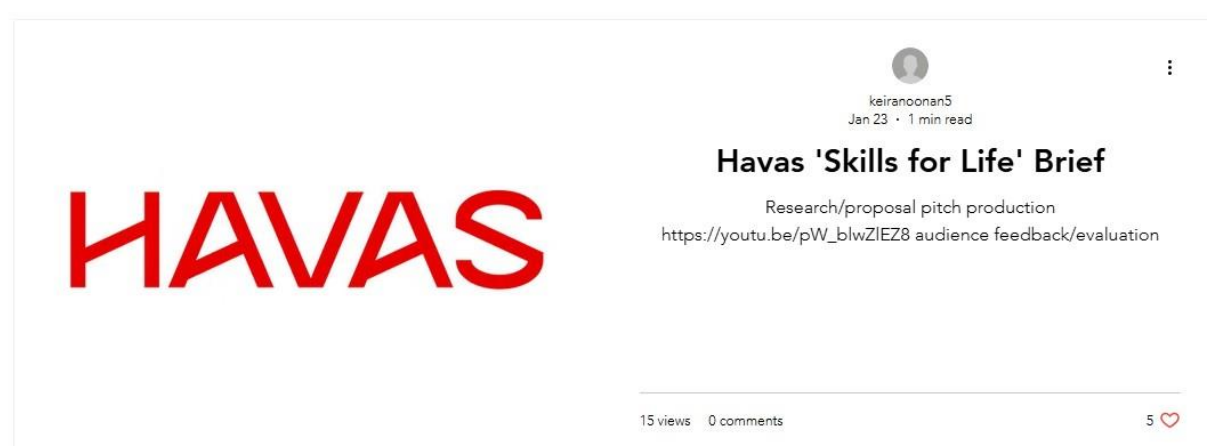 HAVAS
keiranoonan5
Jan 23 · 1 min read
Havas 'Skills for Life' Brief
Research/proposal pitch production
https://youtu.be/pW_blwZlEZ8 audience feedback/evaluation
15 views 0 comments
5